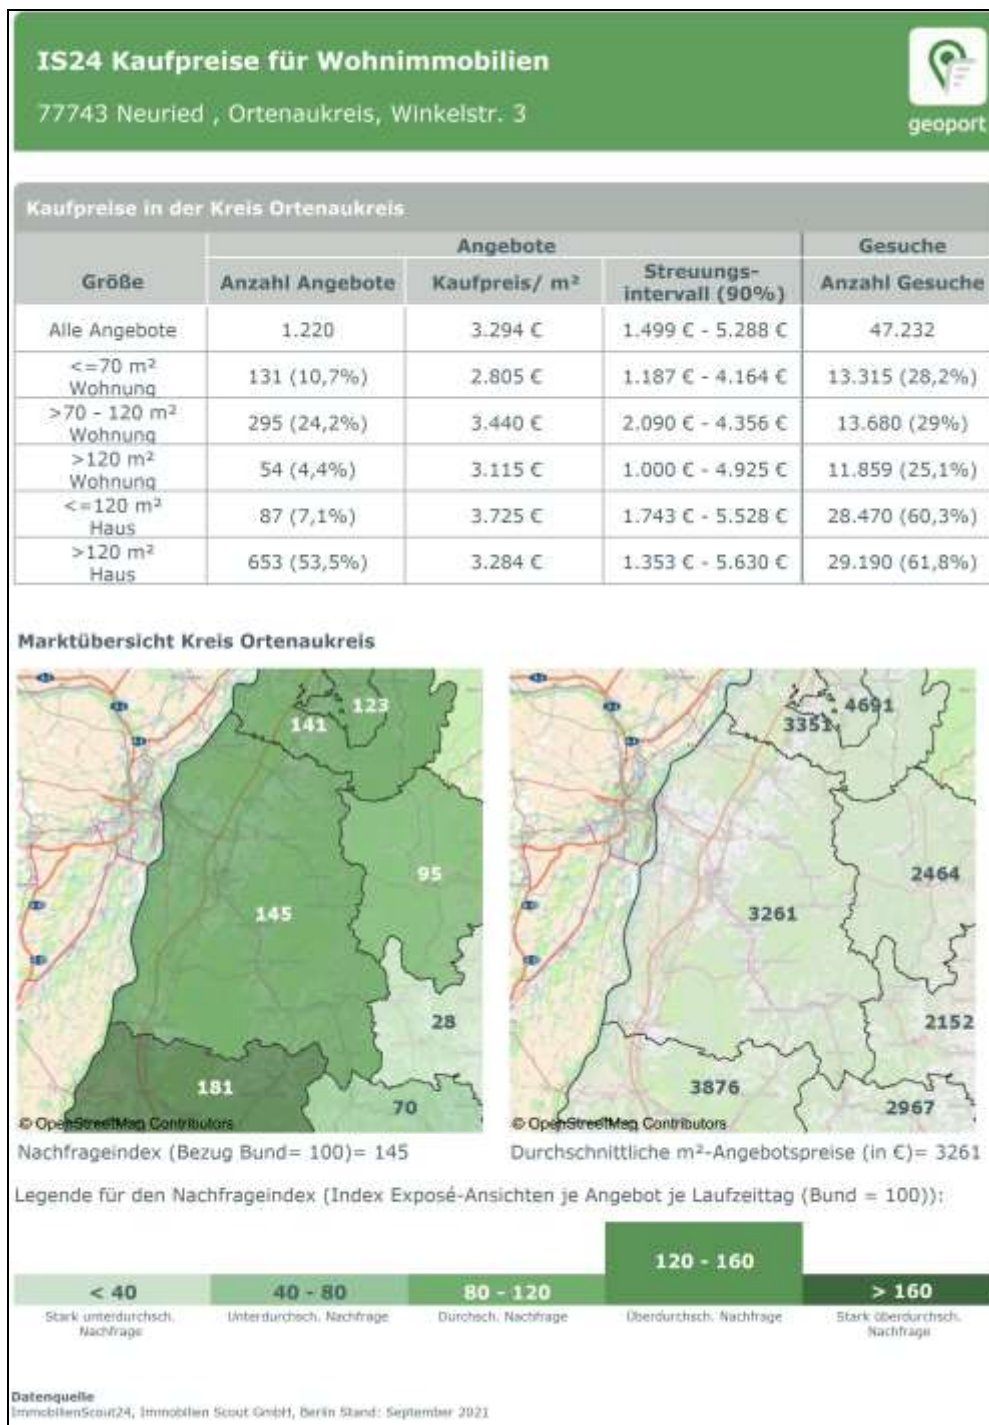 IS24 Kaufpreise für Wohnimmobilien
77743 Neuried , Ortenaukreis, Winkelstr. 3
geoport
Kaufpreise in der Kreis Ortenaukreis
Angebote Gesuche
Größe Anzahl Angebote Kaufpreis/ m² Streuungs-
intervall (90%) Anzahl Gesuche
Alle Angebote 1.220 3.294 € 1.499 € - 5.288 € 47.232
<=70 m²
Wohnung 131 (10,7%) 2.805 € 1.187 € - 4.164 € 13.315 (28,2%)
>70 - 120 m²
Wohnung 295 (24,2%) 3.440 € 2.090 € - 4.356 € 13.680 (29%)
>120 m²
Wohnung 54 (4,4%) 3.115 € 1.000 € - 4.925 € 11.859 (25,1%)
<=120 m²
Haus 87 (7,1%) 3.725 € 1.743 € - 5.528 € 28.470 (60,3%)
>120 m²
Haus 653 (53,5%) 3.284 € 1.353 € - 5.630 € 29.190 (61,8%)
Marktübersicht Kreis Ortenaukreis
123
141
95
145
28
181
70
© OpenStreetMap Contributors
4691
3351
2464
3261
2152
3876
2967
© OpenStreetMap Contributors
Nachfrageindex (Bezug Bund= 100)= 145
Durchschnittliche m²-Angebotspreise (in €)= 3261
Legende für den Nachfrageindex (Index Exposé-Ansichten je Angebot je Laufzeittag (Bund = 100)):
< 40 40 - 80 80 - 120 120 - 160 > 160
Stark unterdurchsch.
Nachfrage
Unterdurchsch. Nachfrage
Durchsch. Nachfrage
Überdurchsch. Nachfrage
Stark überdurchsch.
Nachfrage
Datenquelle
ImmobilienScout24, Immobilien Scout GmbH, Berlin Stand: September 2021